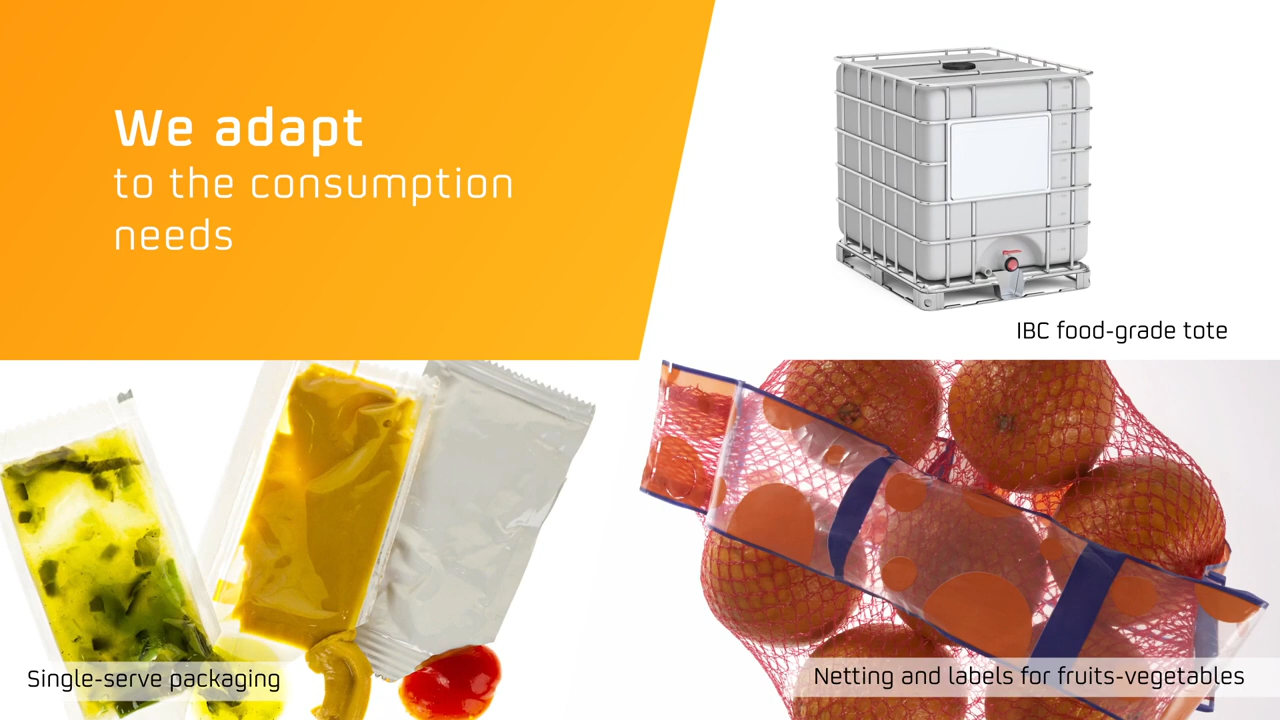 We adapt
to the consumption
needs
IBC food-grade tote
Single-serve packaging
Netting and labels for fruits-vegetables